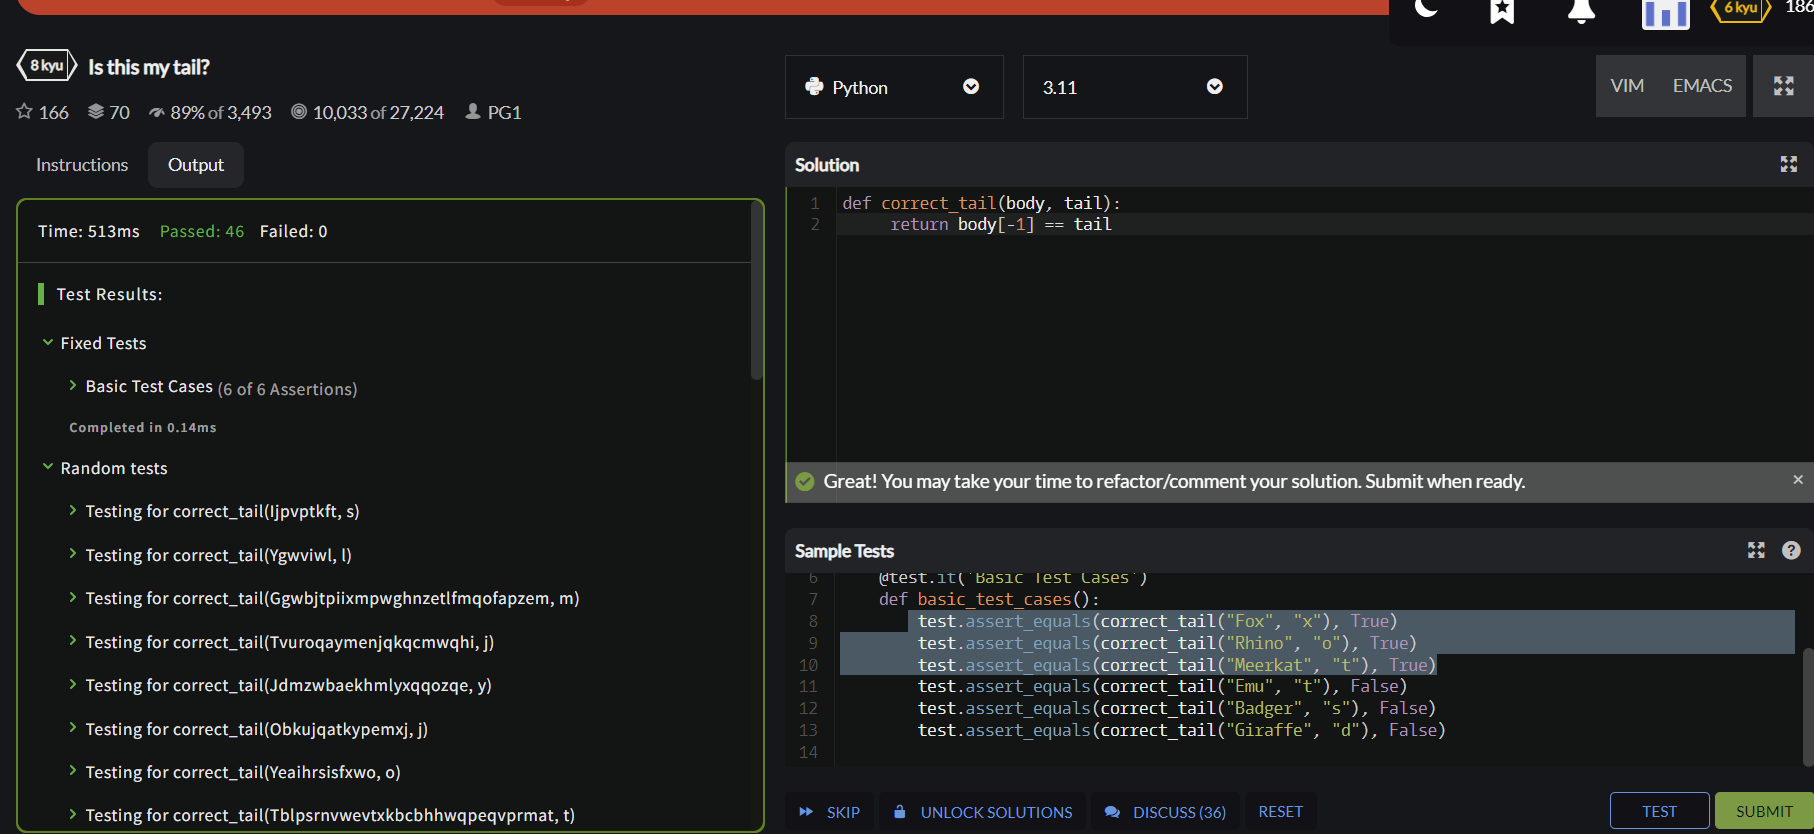 6 kyu
186
8 kyu Is this my tail?
166 70 89% of 3,493 10,033 of 27,224 PG1
Instructions Output
Time: 513ms Passed: 46 Failed: 0
Test Results:
Fixed Tests
Basic Test Cases (6 of 6 Assertions)
Completed in 0.14ms
Random tests
Testing for correct_tail(Ijpvptkft, s)
Testing for correct_tail(Ygwviwl, l)
Testing for correct_tail(Ggwbjtpiixmpwghnzetlfmqofapzem, m)
Testing for correct_tail(Tvuroqaymenjqkqcmwqhi, j)
Testing for correct_tail(Jdmzwbaekhmlyxqqozqe, y)
Testing for correct_tail(Obkujqatkypemxj, j)
Testing for correct_tail(Yeaihrsisfxwo, o)
Testing for correct_tail(Tblpsrnvwevtxkbcbhhwqpeqvprmat, t)
Python 3.11 VIM EMACS
Solution
1 def correct_tail(body, tail):
2 return body[-1] == tail
Great! You may take your time to refactor/comment your solution. Submit when ready.
Sample Tests
6 @test.it('Basic Test Cases')
7 def basic_test_cases():
8 test.assert_equals(correct_tail("Fox", "x"), True)
9 test.assert_equals(correct_tail("Rhino", "o"), True)
10 test.assert_equals(correct_tail("Meerkat", "t"), True)
11 test.assert_equals(correct_tail("Emu", "t"), False)
12 test.assert_equals(correct_tail("Badger", "s"), False)
13 test.assert_equals(correct_tail("Giraffe", "d"), False)
14
SKIP UNLOCK SOLUTIONS DISCUSS (36) RESET TEST SUBMIT